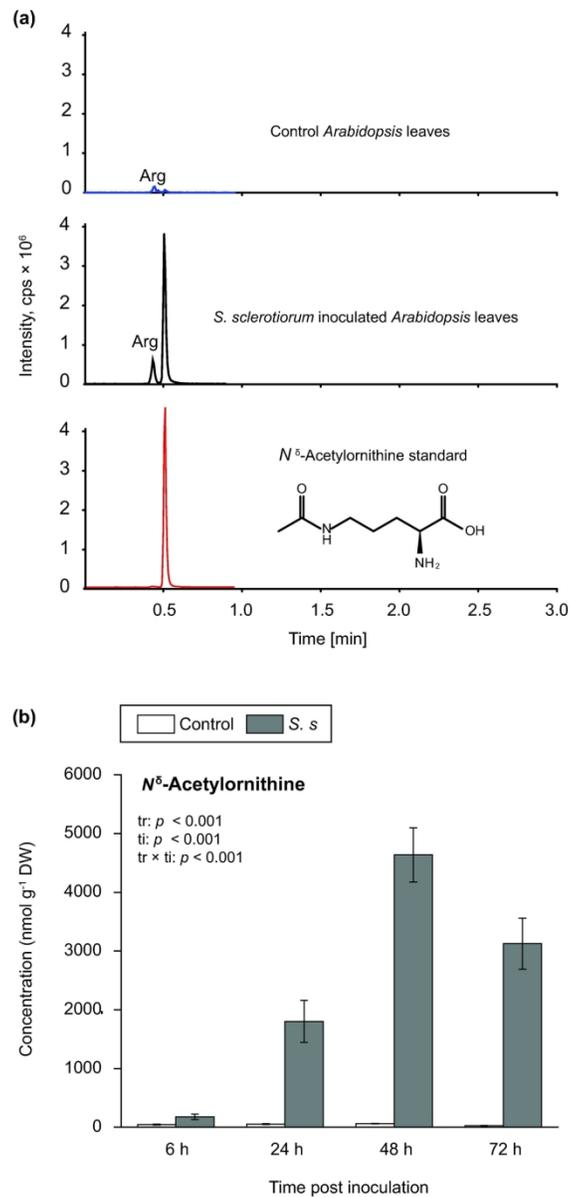 (a)
4
3
2
1
0
Arg
Control Arabidopsis leaves
Intensity, cps × 10⁶
4
3
2
1
0
Arg
S. sclerotiorum inoculated Arabidopsis leaves
4
3
2
1
0
N ᵟ-Acetylornithine standard
O
O
N
H
OH
NH₂
0.5 1.0 1.5 2.0 2.5 3.0
Time [min]
(b)
Control S. s
Nᵟ-Acetylornithine
tr: p < 0.001
ti: p < 0.001
tr × ti: p < 0.001
Concentration (nmol g⁻¹ DW)
6000
5000
4000
3000
2000
1000
0
6 h 24 h 48 h 72 h
Time post inoculation